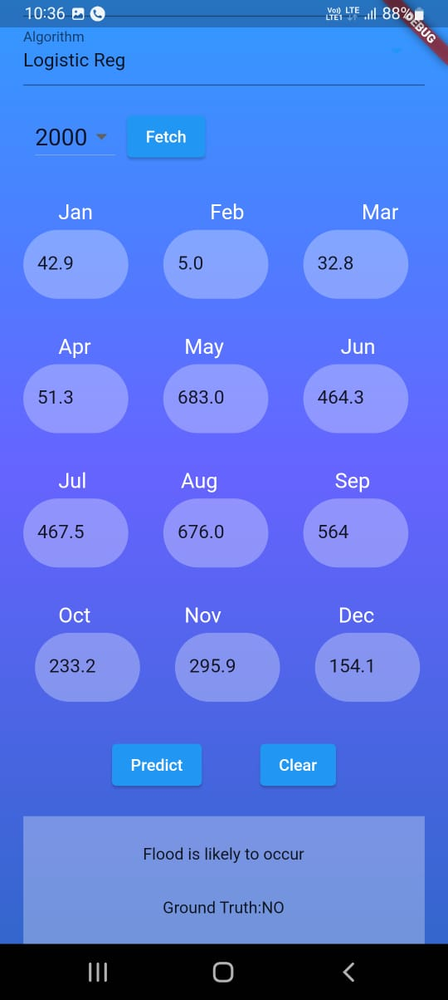 10:36 Vo)) LTE1 LTE 88%
DEBUG
Algorithm
Logistic Reg
2000 Fetch
Jan Feb Mar
42.9 5.0 32.8
Apr May Jun
51.3 683.0 464.3
Jul Aug Sep
467.5 676.0 564
Oct Nov Dec
233.2 295.9 154.1
Predict Clear
Flood is likely to occur
Ground Truth:NO